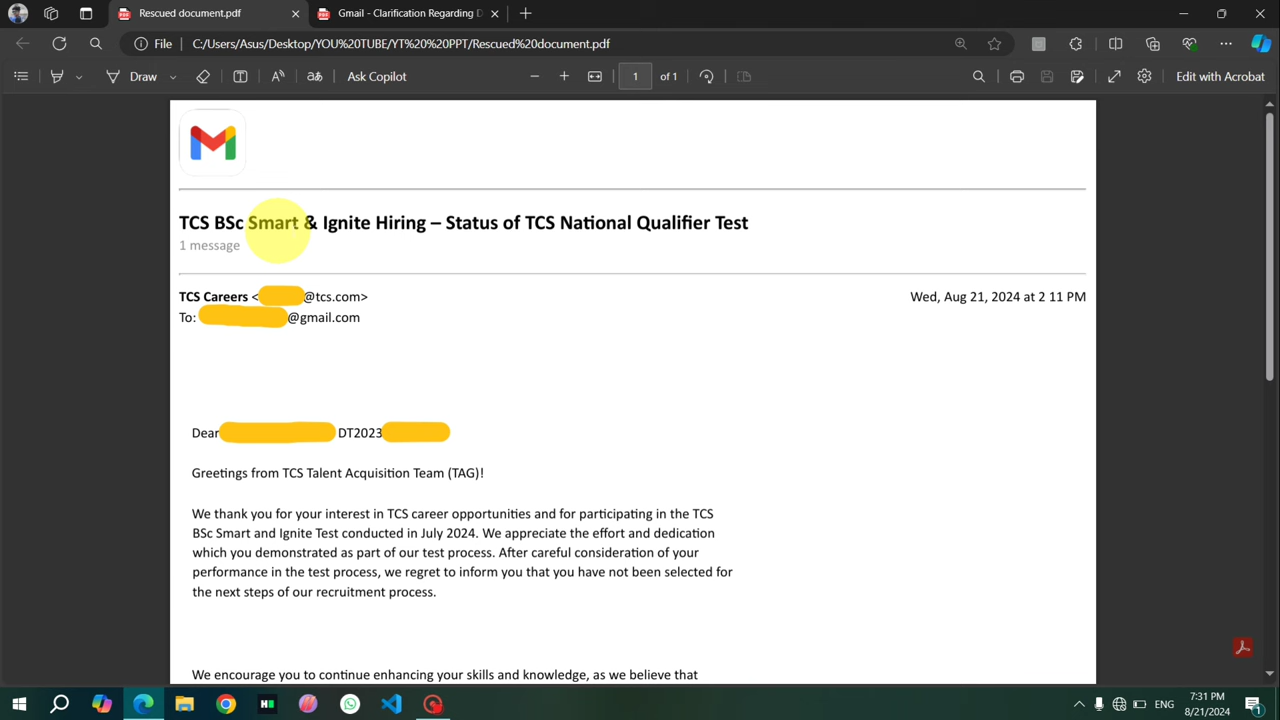 Rescued document.pdf
Gmail - Clarification Regarding D
File
C:/Users/Asus/Desktop/YOU%20TUBE/YT%20%20PPT/Rescued%20document.pdf
Draw
Ask Copilot
1
of 1
Edit with Acrobat
TCS BSc Smart & Ignite Hiring – Status of TCS National Qualifier Test
1 message
TCS Careers < @tcs.com>
Wed, Aug 21, 2024 at 2 11 PM
To: @gmail.com
Dear DT2023
Greetings from TCS Talent Acquisition Team (TAG)!
We thank you for your interest in TCS career opportunities and for participating in the TCS
BSc Smart and Ignite Test conducted in July 2024. We appreciate the effort and dedication
which you demonstrated as part of our test process. After careful consideration of your
performance in the test process, we regret to inform you that you have not been selected for
the next steps of our recruitment process.
We encourage you to continue enhancing your skills and knowledge, as we believe that
ENG
7:31 PM
8/21/2024